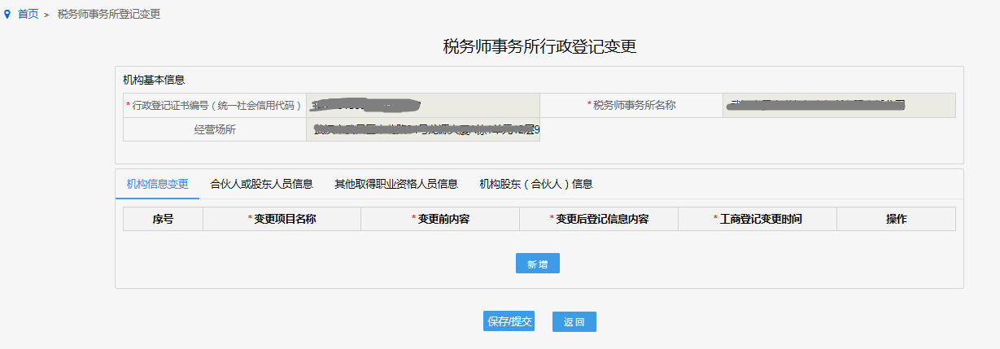 首页 > 税务师事务所登记变更
税务师事务所行政登记变更
机构基本信息
*行政登记证书编号（统一社会信用代码） *税务师事务所名称
经营场所
机构信息变更 合伙人或股东人员信息 其他取得职业资格人员信息 机构股东（合伙人）信息
序号 *变更项目名称 *变更前内容 *变更后登记信息内容 *工商登记变更时间 操作
新增
保存/提交 返回